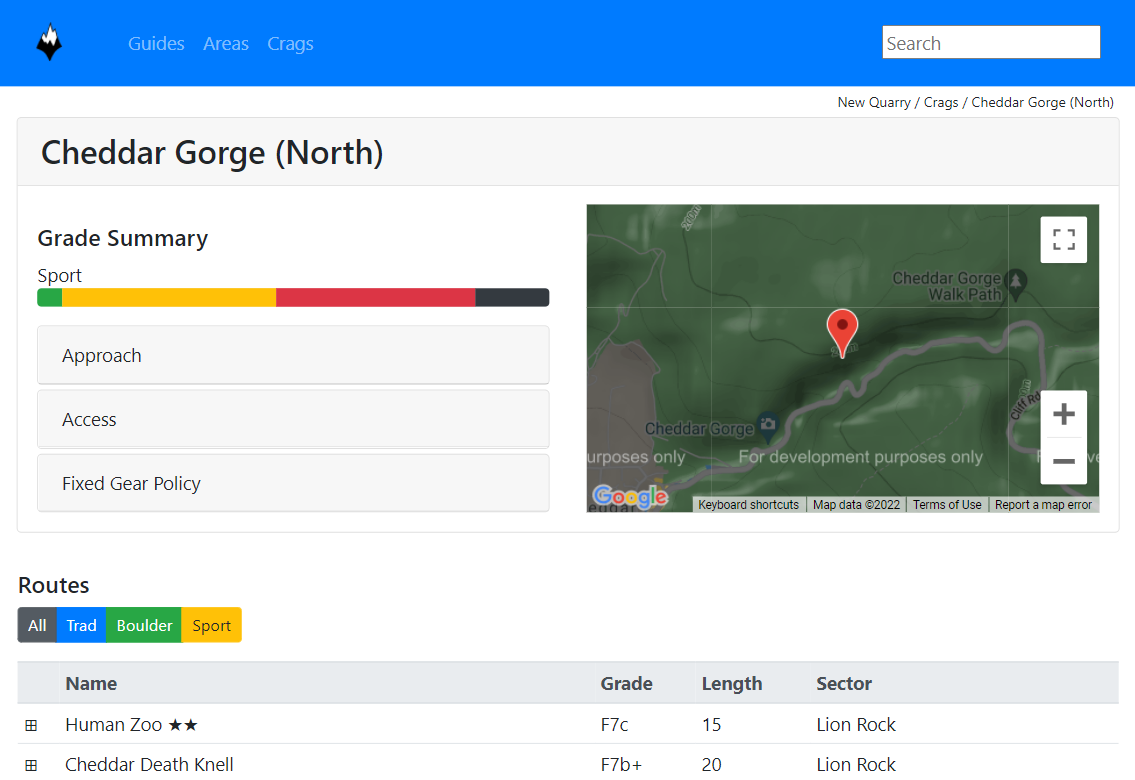 Guides Areas Crags Search
New Quarry / Crags / Cheddar Gorge (North)
Cheddar Gorge (North)
Grade Summary
Sport
Approach
Access
Fixed Gear Policy
200m
Cheddar Gorge
Walk Path
Cliff Rd
Cheddar Gorge
urposes only For development purposes only
Google
Keyboard shortcuts Map data ©2022 Terms of Use Report a map error
Routes
All Trad Boulder Sport
Name Grade Length Sector
Human Zoo ★★ F7c 15 Lion Rock
Cheddar Death Knell F7b+ 20 Lion Rock